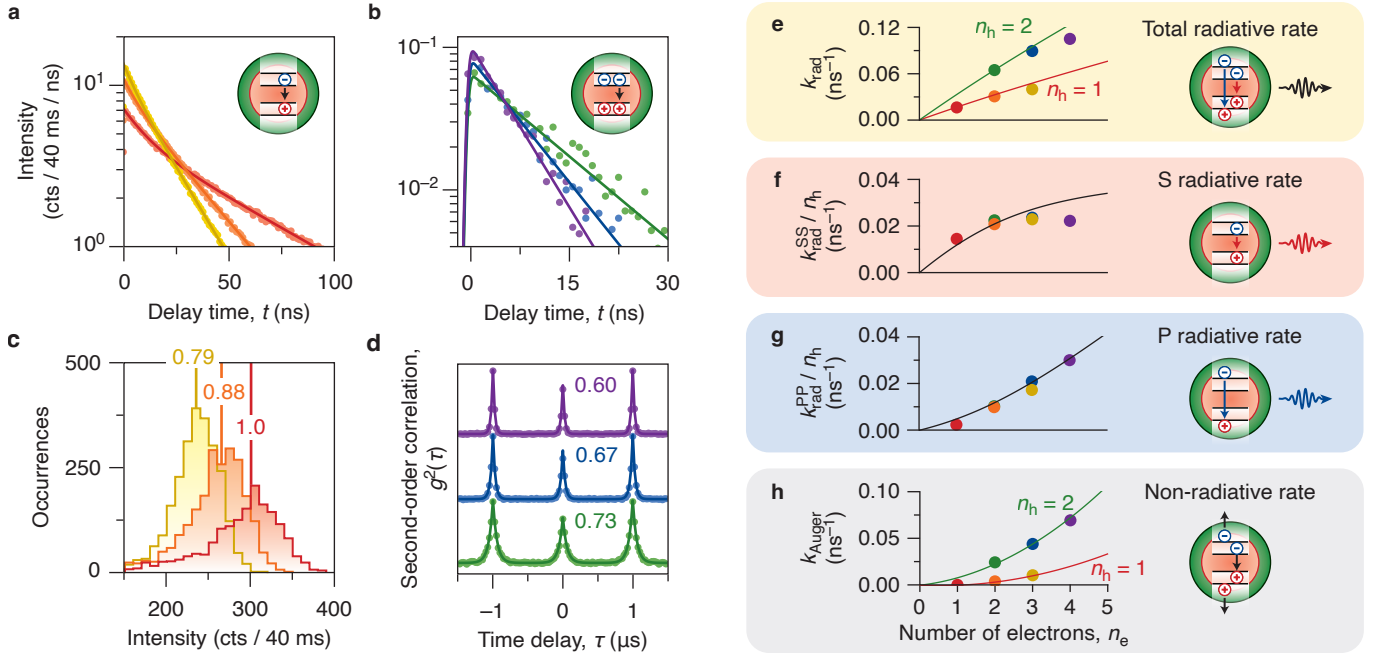 a
Intensity
(cts / 40 ms / ns)
10¹
10⁰
0
50
100
Delay time, t (ns)
b
10⁻¹
10⁻²
0
15
30
Delay time, t (ns)
c
Occurrences
500
250
0
0.79
0.88
1.0
200
300
400
Intensity (cts / 40 ms)
d
Second-order correlation,
g²(τ)
0.60
0.67
0.73
−1
0
1
Time delay, τ (µs)
e
k_rad
(ns⁻¹)
0.12
0.06
0.00
n_h = 2
n_h = 1
Total radiative rate
f
k_rad^SS / n_h
(ns⁻¹)
0.04
0.02
0.00
S radiative rate
g
k_rad^PP / n_h
(ns⁻¹)
0.04
0.02
0.00
P radiative rate
h
k_Auger
(ns⁻¹)
0.10
0.05
0.00
n_h = 2
n_h = 1
Non-radiative rate
0 1 2 3 4 5
Number of electrons, n_e